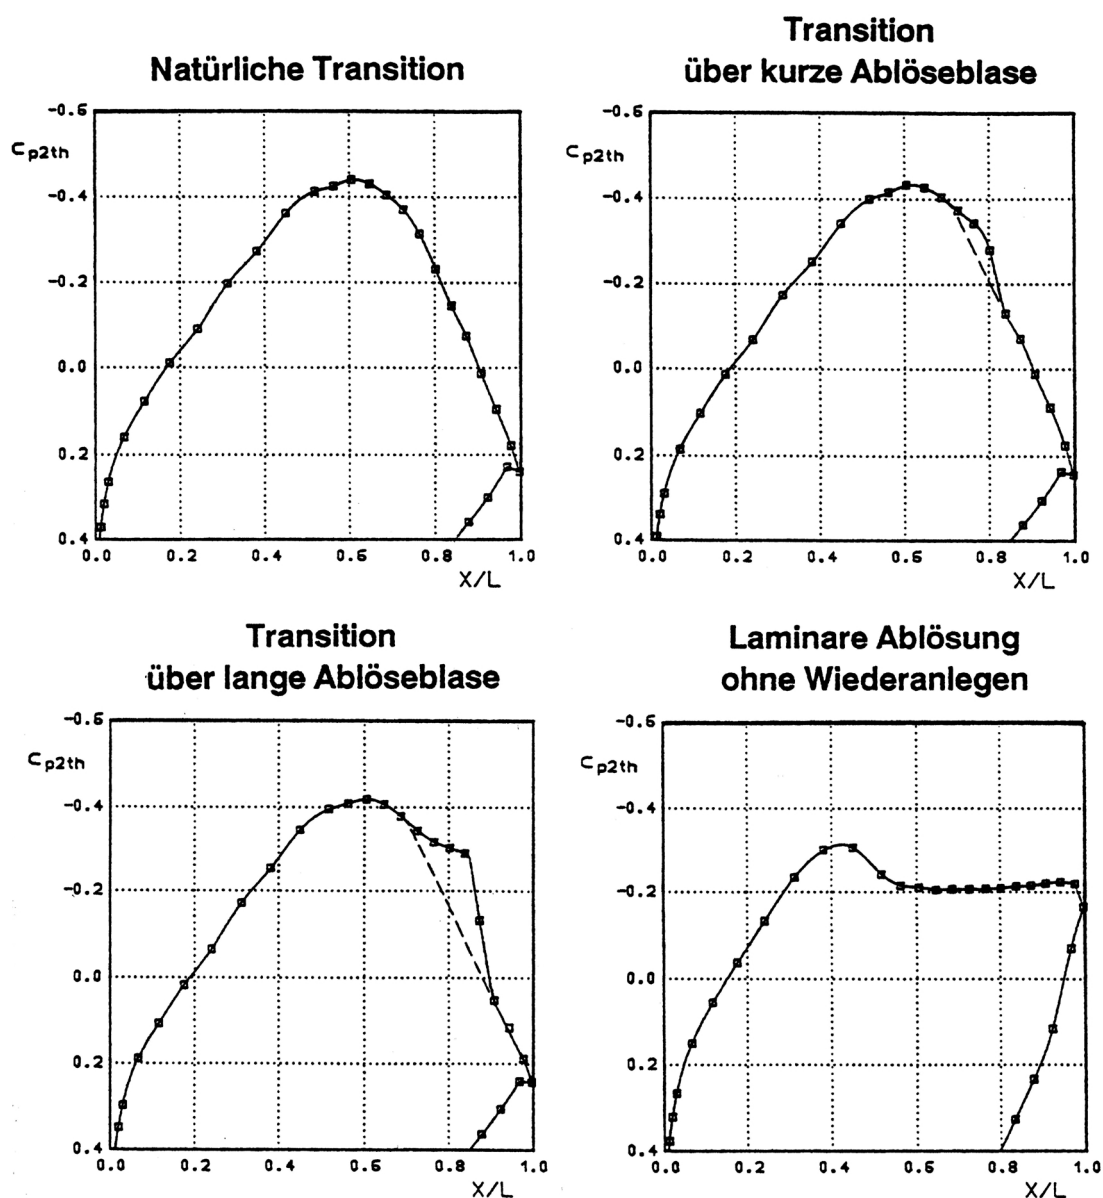 Natürliche Transition
-0.6
C p2th
-0.4
-0.2
0.0
0.2
0.4
0.0 0.2 0.4 0.6 0.8 1.0
X/L
Transition
über kurze Ablöseblase
-0.6
C p2th
-0.4
-0.2
0.0
0.2
0.4
0.0 0.2 0.4 0.6 0.8 1.0
X/L
Transition
über lange Ablöseblase
-0.6
C p2th
-0.4
-0.2
0.0
0.2
0.4
0.0 0.2 0.4 0.6 0.8 1.0
X/L
Laminare Ablösung
ohne Wiederanlegen
-0.6
C p2th
-0.4
-0.2
0.0
0.2
0.4
0.0 0.2 0.4 0.6 0.8 1.0
X/L